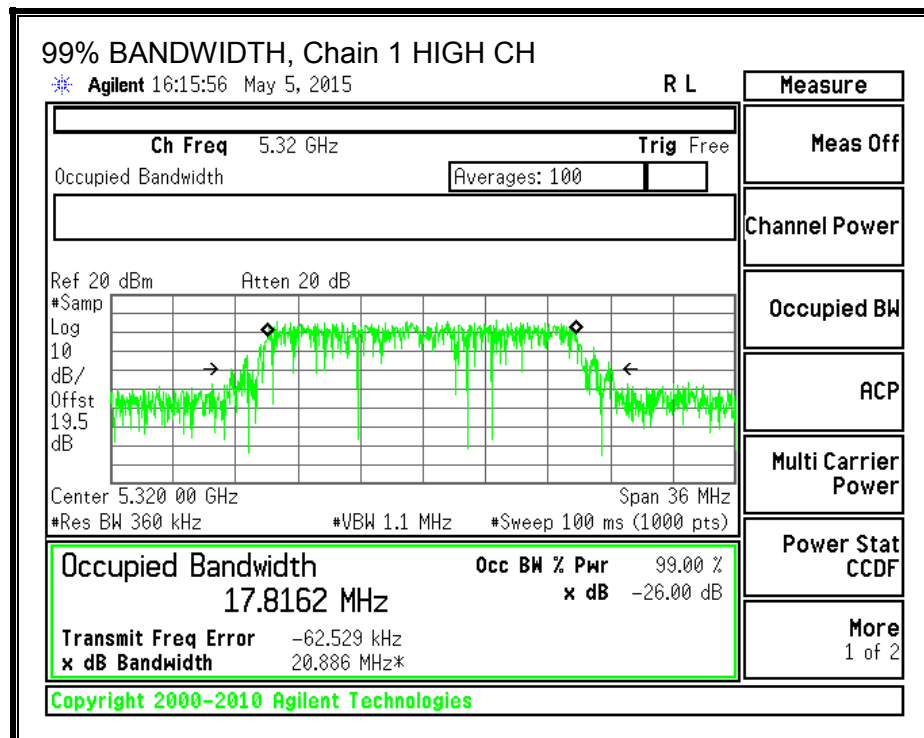 99% BANDWIDTH, Chain 1 HIGH CH
Agilent 16:15:56 May 5, 2015 R L
Measure
Ch Freq 5.32 GHz Trig Free
Meas Off
Occupied Bandwidth Averages: 100
Channel Power
Ref 20 dBm Atten 20 dB
#Samp
Log
10
dB/
Offst
19.5
dB
Occupied BW
ACP
Multi Carrier
Power
Center 5.320 00 GHz Span 36 MHz
#Res BW 360 kHz #VBW 1.1 MHz #Sweep 100 ms (1000 pts)
Power Stat
CCDF
Occupied Bandwidth Occ BW % Pwr 99.00 %
17.8162 MHz x dB -26.00 dB
Transmit Freq Error -62.529 kHz
x dB Bandwidth 20.886 MHz*
More
1 of 2
Copyright 2000-2010 Agilent Technologies